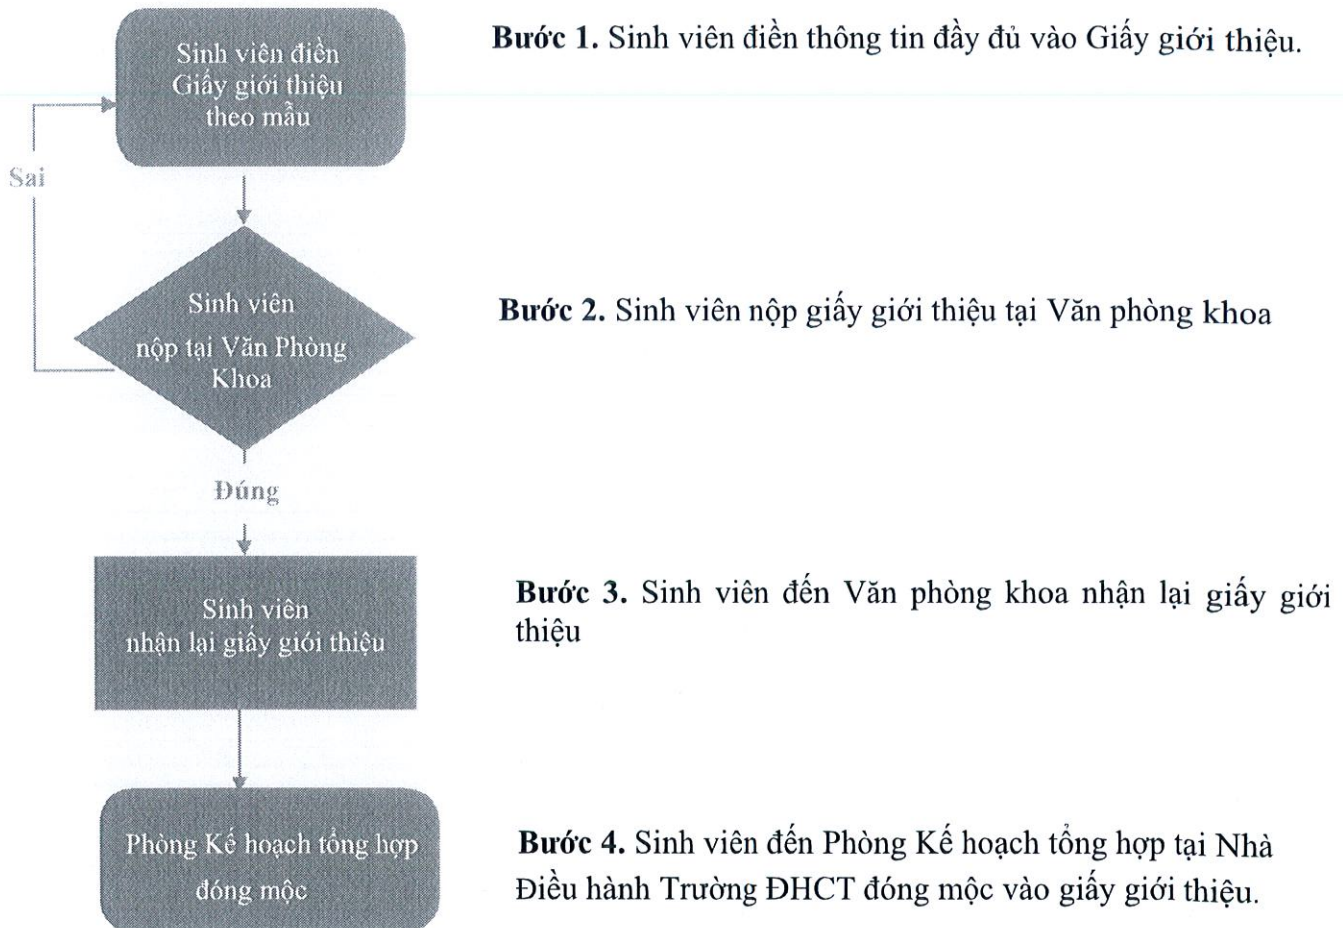 Sinh viên điền
Giấy giới thiệu
theo mẫu
Bước 1. Sinh viên điền thông tin đầy đủ vào Giấy giới thiệu.
Sai
Sinh viên
nộp tại Văn Phòng
Khoa
Bước 2. Sinh viên nộp giấy giới thiệu tại Văn phòng khoa
Đúng
Sinh viên
nhận lại giấy giới thiệu
Bước 3. Sinh viên đến Văn phòng khoa nhận lại giấy giới
thiệu
Phòng Kế hoạch tổng hợp
đóng mộc
Bước 4. Sinh viên đến Phòng Kế hoạch tổng hợp tại Nhà
Điều hành Trường ĐHCT đóng mộc vào giấy giới thiệu.